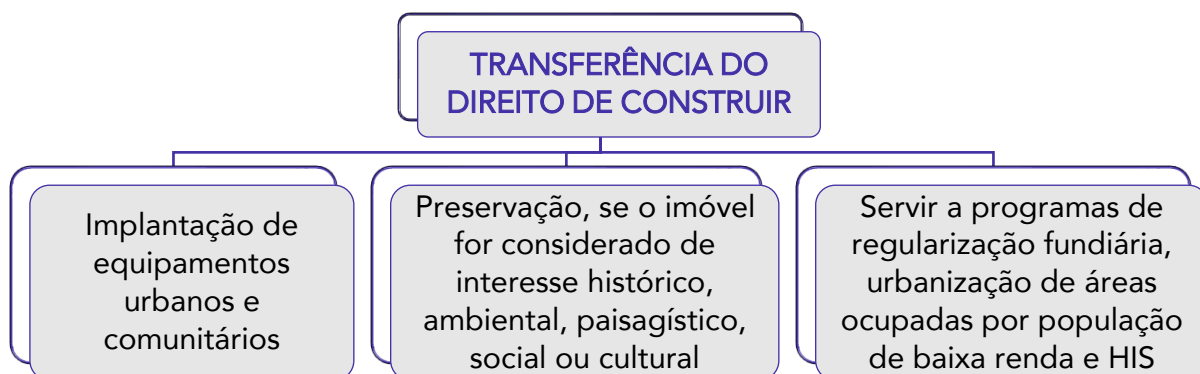 TRANSFERÊNCIA DO
DIREITO DE CONSTRUIR
Implantação de
equipamentos
urbanos e
comunitários
Preservação, se o imóvel
for considerado de
interesse histórico,
ambiental, paisagístico,
social ou cultural
Servir a programas de
regularização fundiária,
urbanização de áreas
ocupadas por população
de baixa renda e HIS